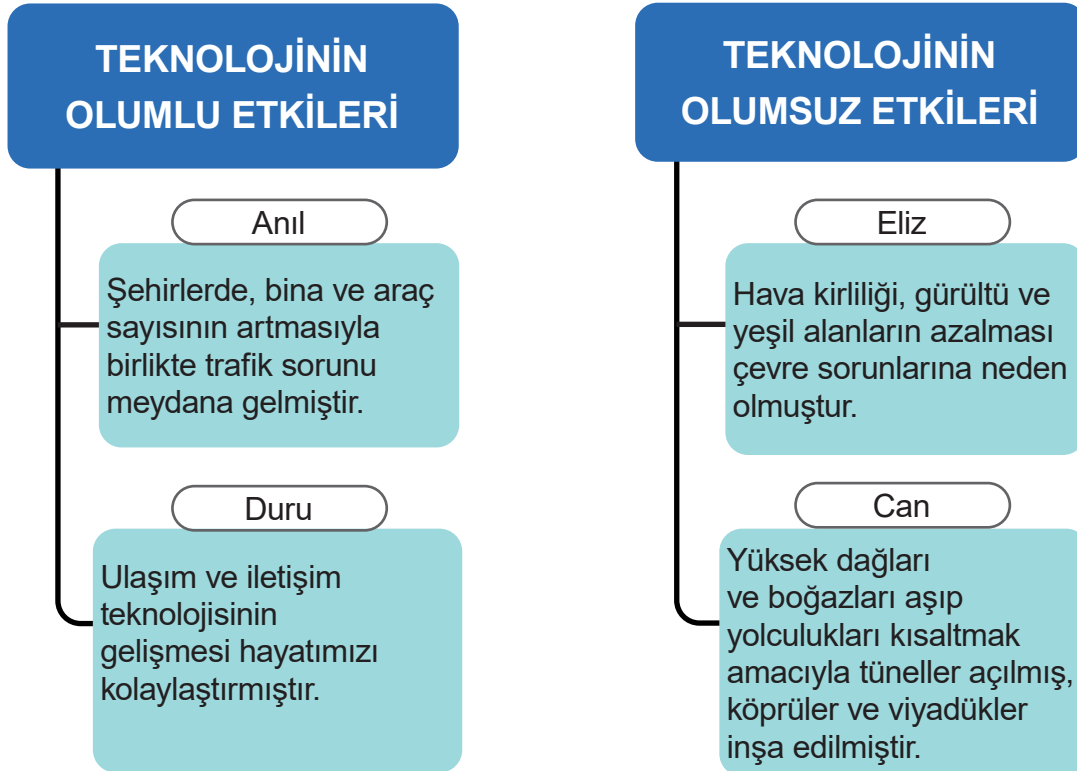 TEKNOLOJİNİN
OLUMLU ETKİLERİ
Anıl
Şehirlerde, bina ve araç
sayısının artmasıyla
birlikte trafik sorunu
meydana gelmiştir.
Duru
Ulaşım ve iletişim
teknolojisinin
gelişmesi hayatımızı
kolaylaştırmıştır.
TEKNOLOJİNİN
OLUMSUZ ETKİLERİ
Eliz
Hava kirliliği, gürültü ve
yeşil alanların azalması
çevre sorunlarına neden
olmuştur.
Can
Yüksek dağları
ve boğazları aşıp
yolculukları kısaltmak
amacıyla tüneller açılmış,
köprüler ve viyadükler
inşa edilmiştir.